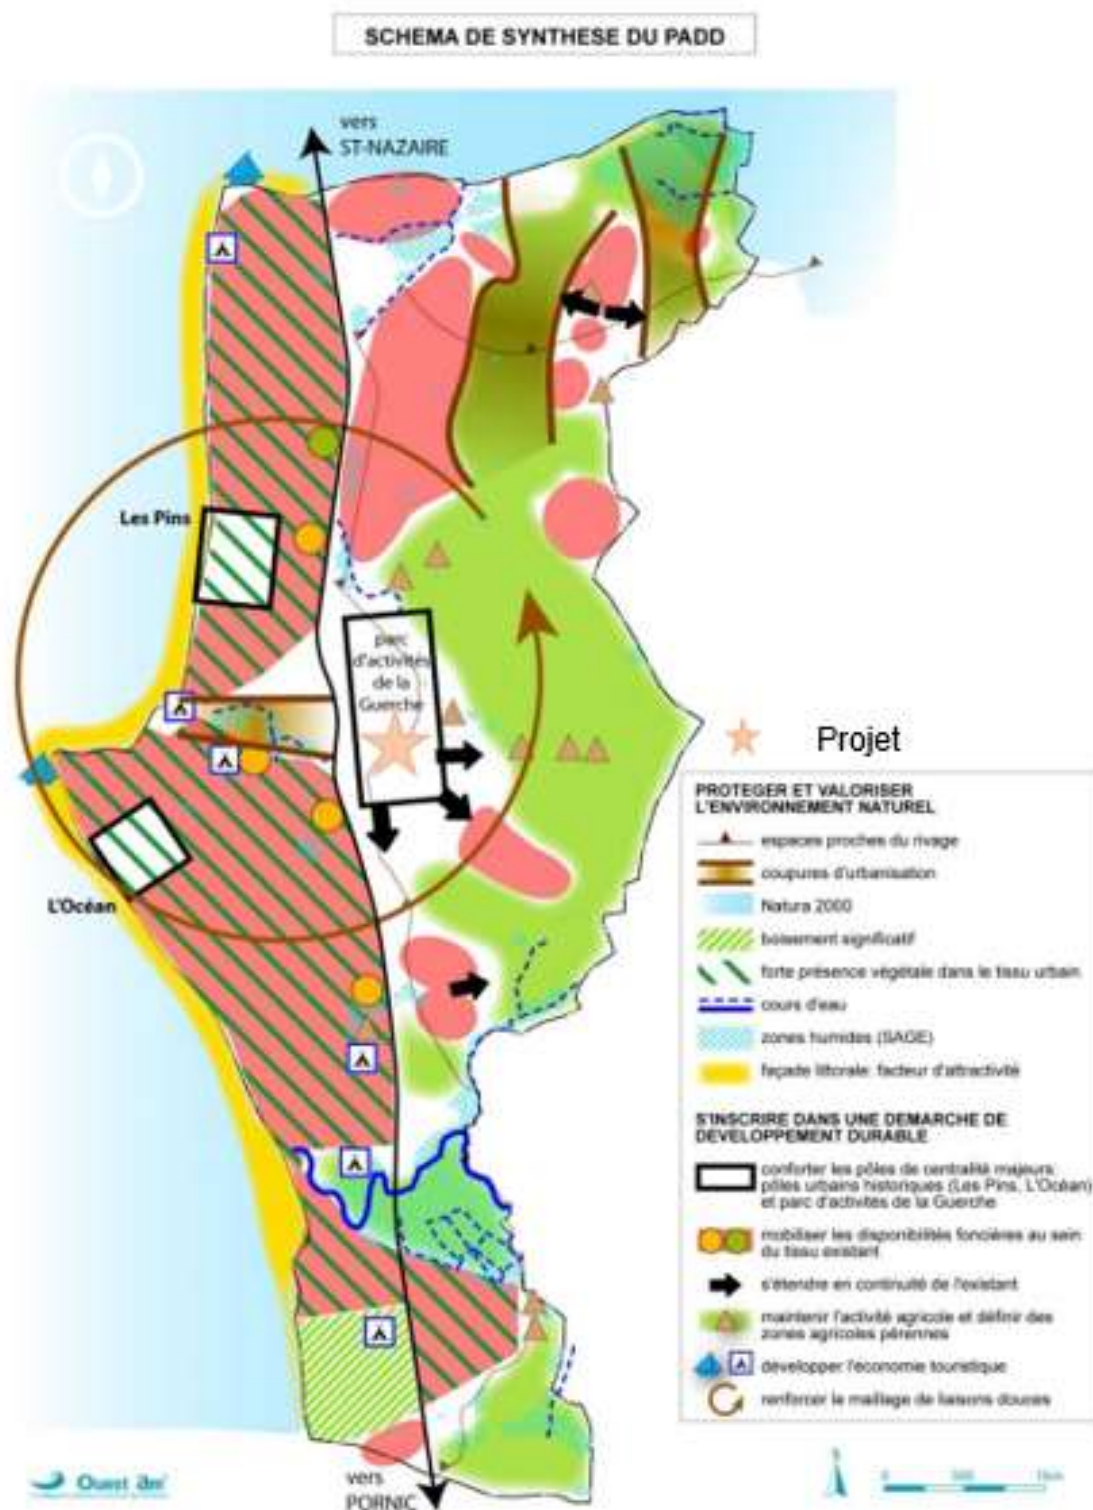 SCHEMA DE SYNTHESE DU PADD
vers
ST-NAZAIRE
Les Pins
parc
d'activités
de la
Guerche
L'Océan
Projet
PROTEGER ET VALORISER
L'ENVIRONNEMENT NATUREL
espaces proches du rivage
coupures d'urbanisation
Natura 2000
boisement significatif
forte présence végétale dans le tissu urbain
cours d'eau
zones humides (SAGE)
façade littorale: facteur d'attractivité
S'INSCRIRE DANS UNE DEMARCHE DE
DEVELOPPEMENT DURABLE
conforter les pôles de centralité majeurs:
pôles urbains historiques (Les Pins, L'Océan)
et parc d'activités de la Guerche
mobiliser les disponibilités foncières au sein
du tissu existant
s'étendre en continuité de l'existant
maintenir l'activité agricole et définir des
zones agricoles pérennes
développer l'économie touristique
renforcer le maillage de liaisons douces
vers
PORNIC
Ouest am'
0 500 1km